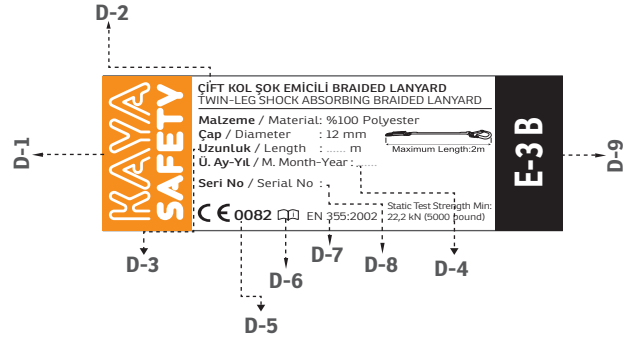 D-2
KAYA
SAFETY
ÇİFT KOL ŞOK EMİCİLİ BRAIDED LANYARD
TWIN-LEG SHOCK ABSORBING BRAIDED LANYARD
Malzeme / Material: %100 Polyester
Çap / Diameter : 12 mm
Uzunluk / Length : ...... m
Maximum Length:2m
Ü. Ay-Yıl / M. Month-Year : ......
Seri No / Serial No :
CE 0082 EN 355:2002
Static Test Strength Min:
22,2 kN (5000 pound)
E-3 B
D-1
D-9
D-3
D-7
D-8
D-4
D-6
D-5